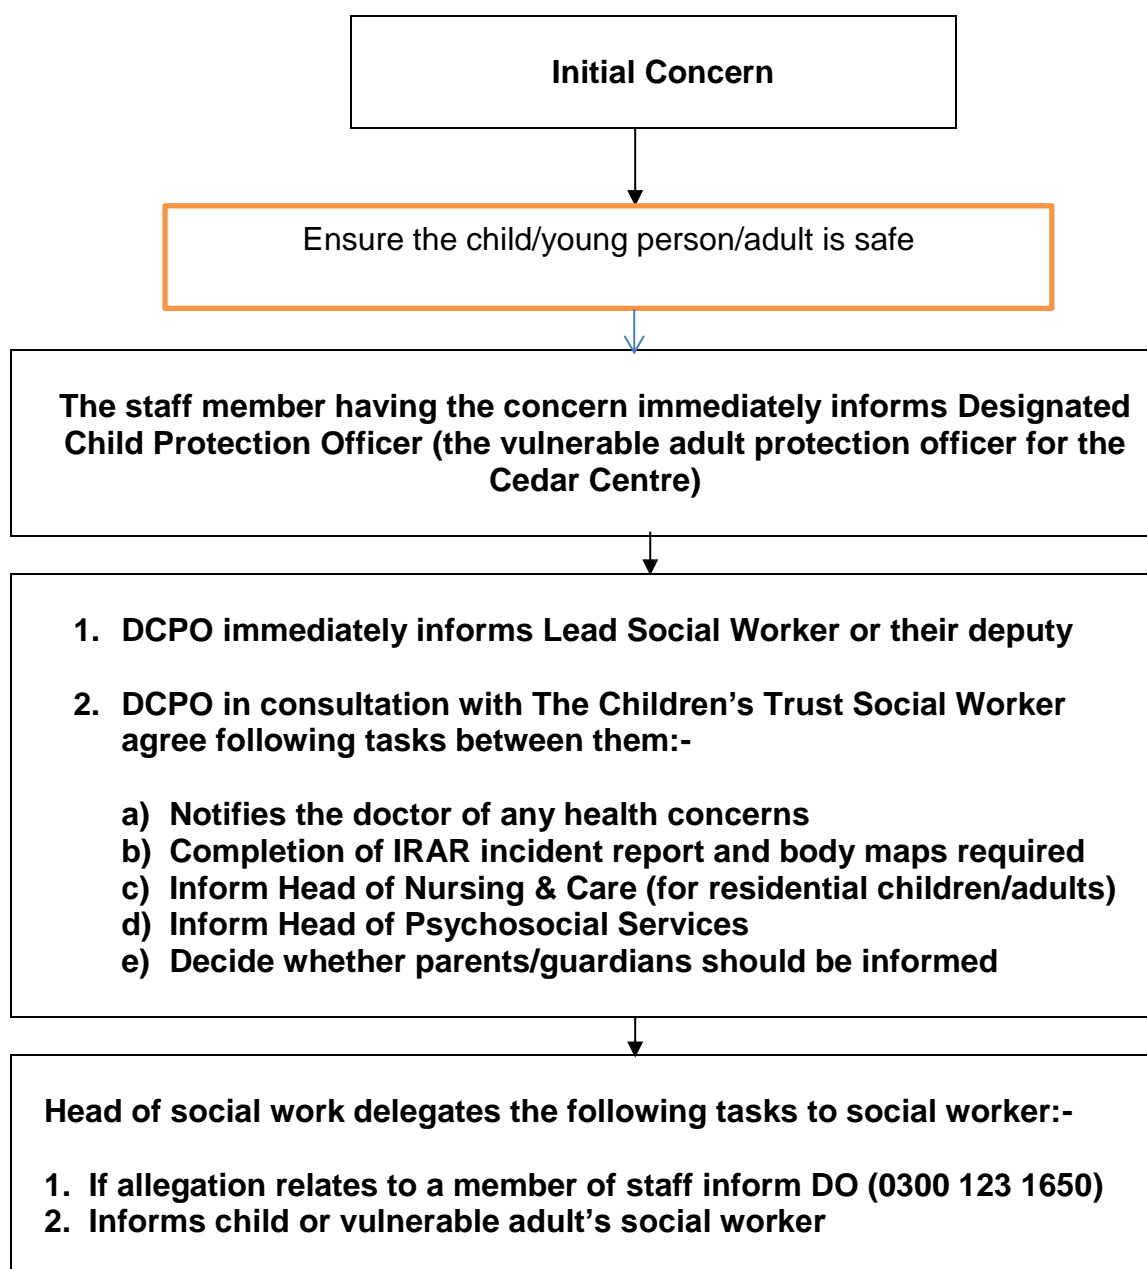 Initial Concern
Ensure the child/young person/adult is safe
The staff member having the concern immediately informs Designated
Child Protection Officer (the vulnerable adult protection officer for the
Cedar Centre)
1. DCPO immediately informs Lead Social Worker or their deputy
2. DCPO in consultation with The Children’s Trust Social Worker
agree following tasks between them:-
a) Notifies the doctor of any health concerns
b) Completion of IRAR incident report and body maps required
c) Inform Head of Nursing & Care (for residential children/adults)
d) Inform Head of Psychosocial Services
e) Decide whether parents/guardians should be informed
Head of social work delegates the following tasks to social worker:-
1. If allegation relates to a member of staff inform DO (0300 123 1650)
2. Informs child or vulnerable adult’s social worker